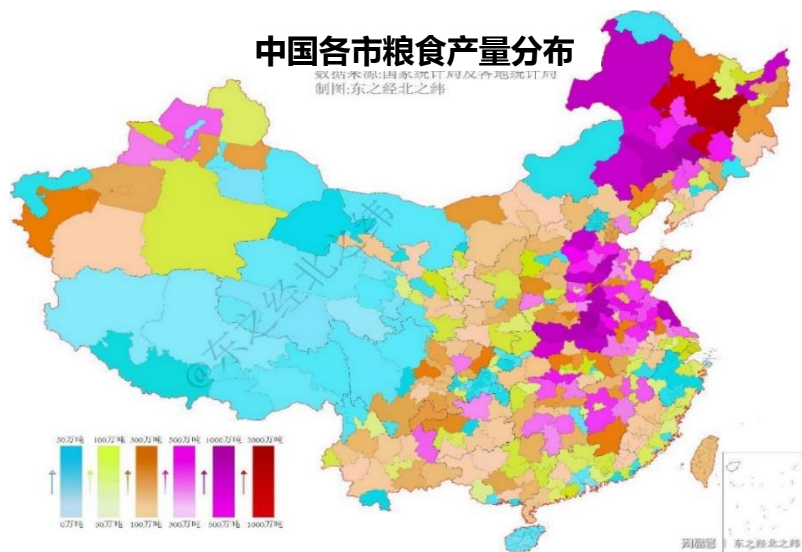 中国各市粮食产量分布
数据来源:国家统计局及各地统计局
制图:东之经北之纬
@东之经北之纬
30万吨 100万吨 300万吨 500万吨 1000万吨 3000万吨
0万吨 30万吨 100万吨 300万吨 500万吨 1000万吨
网易号 | 东之经北之纬